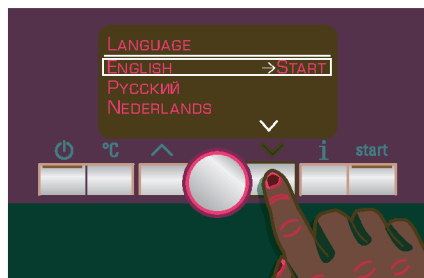 LANGUAGE
ENGLISH →START
РУССКИЙ
NEDERLANDS
°C i start